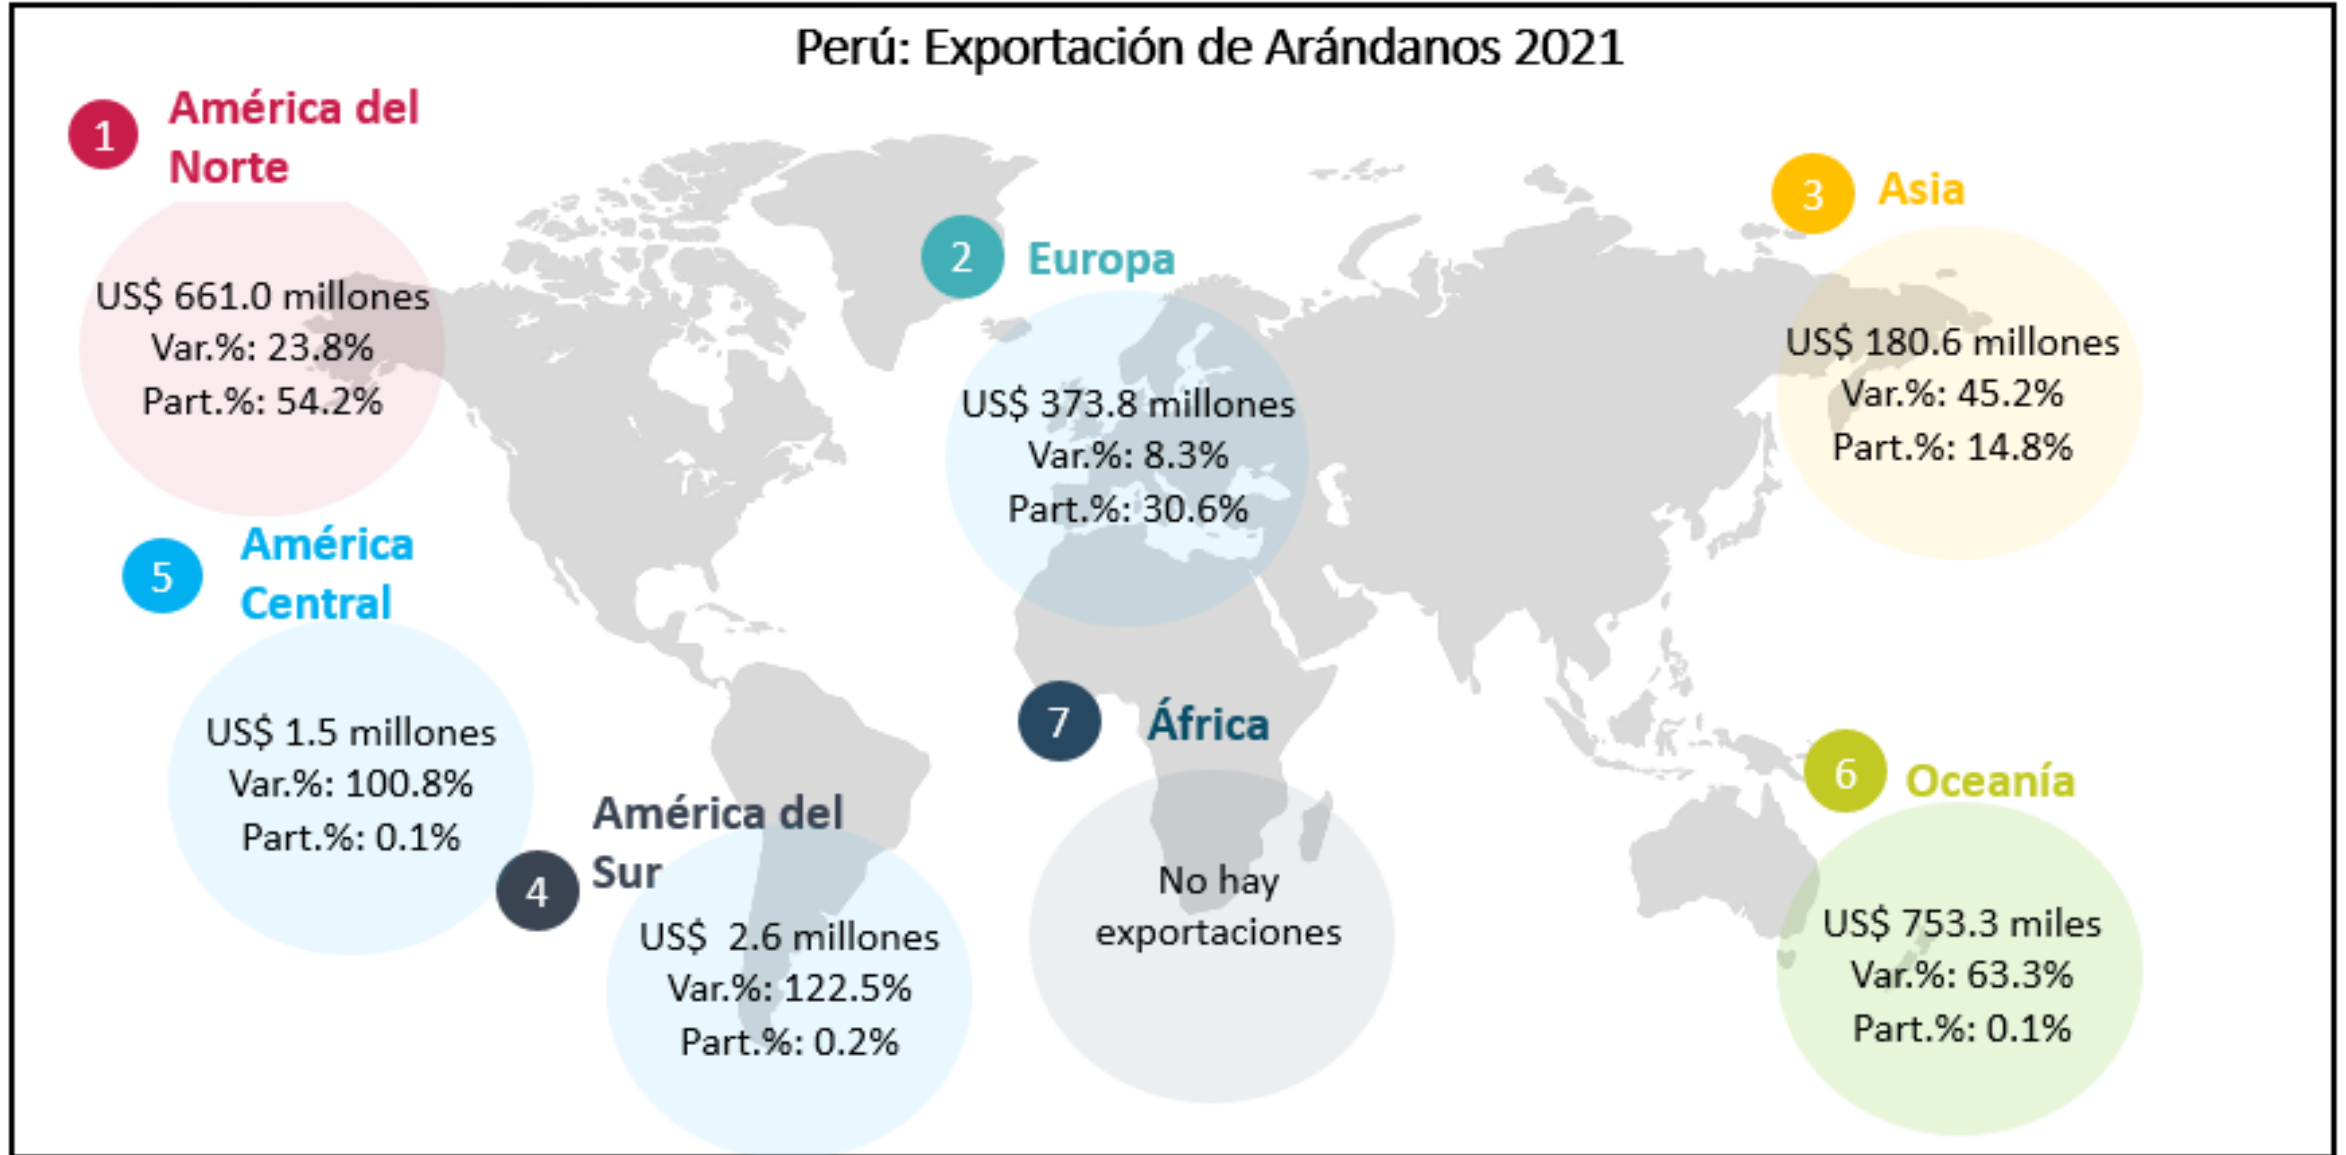 Perú: Exportación de Arándanos 2021
1
América del
Norte
US$ 661.0 millones
Var.%: 23.8%
Part.%: 54.2%
2
Europa
US$ 373.8 millones
Var.%: 8.3%
Part.%: 30.6%
3
Asia
US$ 180.6 millones
Var.%: 45.2%
Part.%: 14.8%
5
América
Central
US$ 1.5 millones
Var.%: 100.8%
Part.%: 0.1%
4
América del
Sur
US$  2.6 millones
Var.%: 122.5%
Part.%: 0.2%
7
África
No hay
exportaciones
6
Oceanía
US$ 753.3 miles
Var.%: 63.3%
Part.%: 0.1%